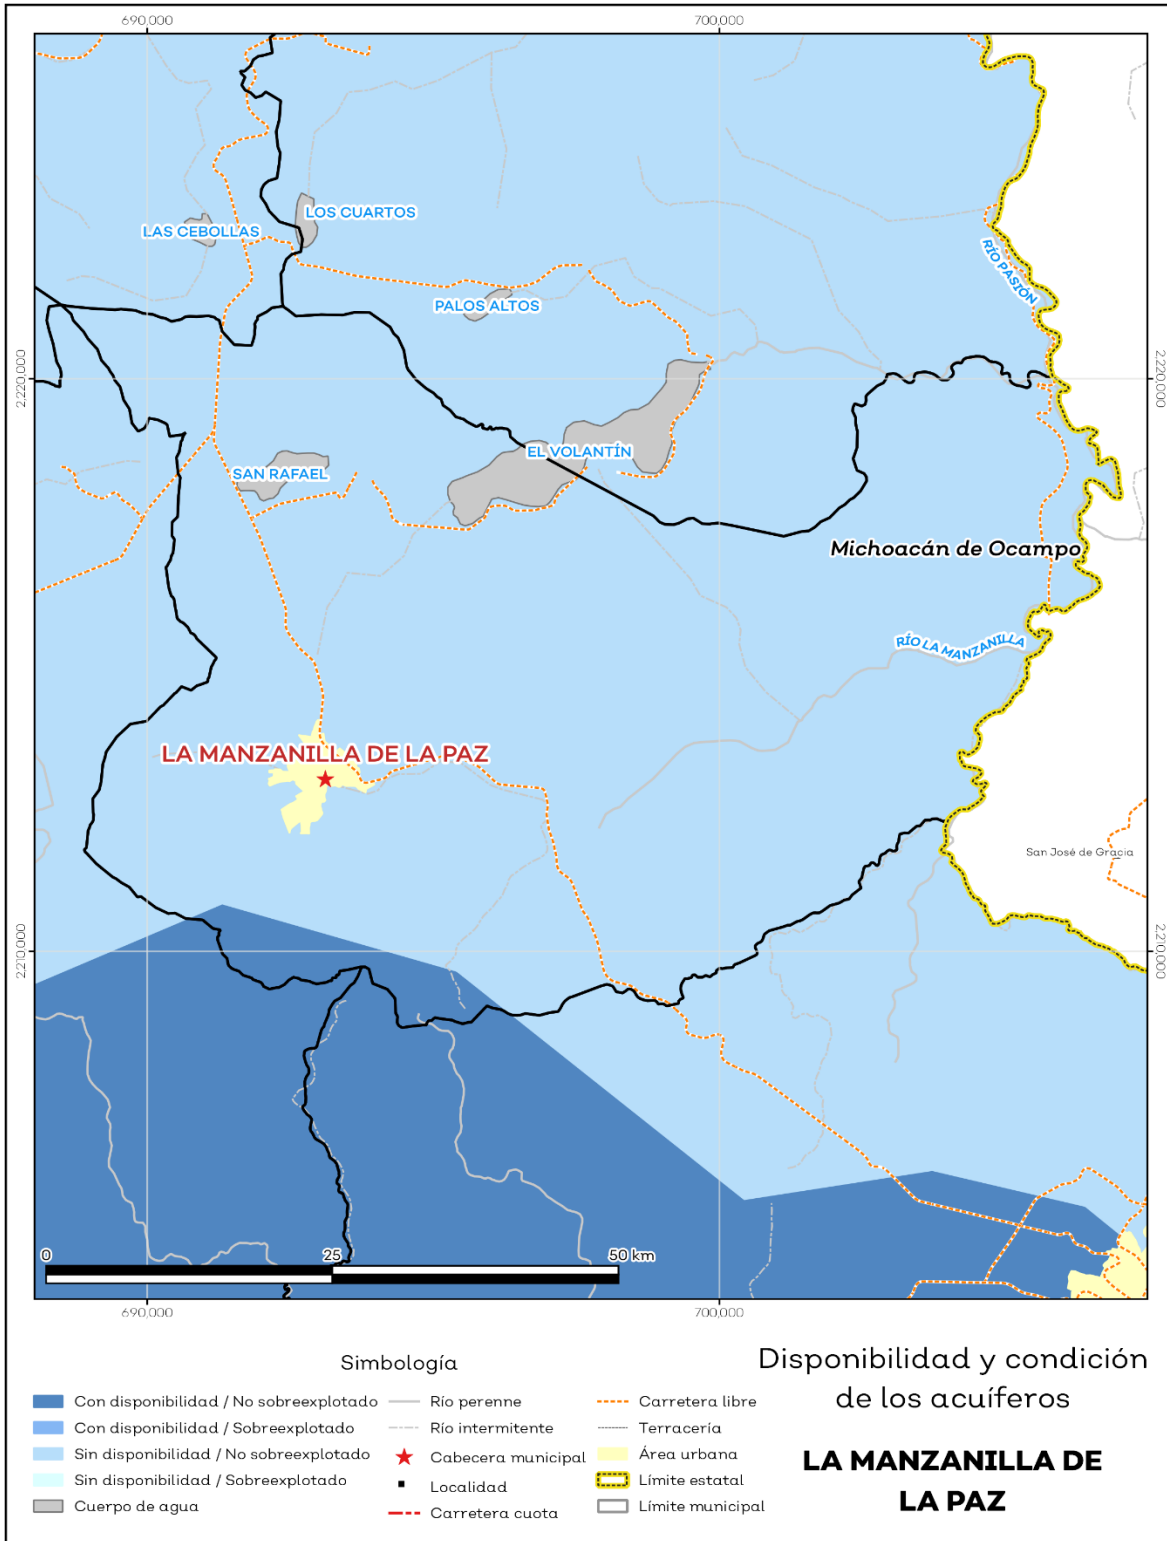 690,000
700,000
LOS CUARTOS
LAS CEBOLLAS
RÍO PASIÓN
PALOS ALTOS
2220,000
2220,000
EL VOLANTÍN
SAN RAFAEL
Michoacán de Ocampo
RÍO LA MANZANILLA
LA MANZANILLA DE LA PAZ
San José de Gracia
2210,000
2210,000
0
25
50 km
690,000
700,000
Simbología
Con disponibilidad / No sobreexplotado
Con disponibilidad / Sobreexplotado
Sin disponibilidad / No sobreexplotado
Sin disponibilidad / Sobreexplotado
Cuerpo de agua
Río perenne
Río intermitente
Cabecera municipal
Localidad
Carretera cuota
Carretera libre
Terracería
Área urbana
Límite estatal
Límite municipal
Disponibilidad y condición
de los acuíferos
LA MANZANILLA DE
LA PAZ